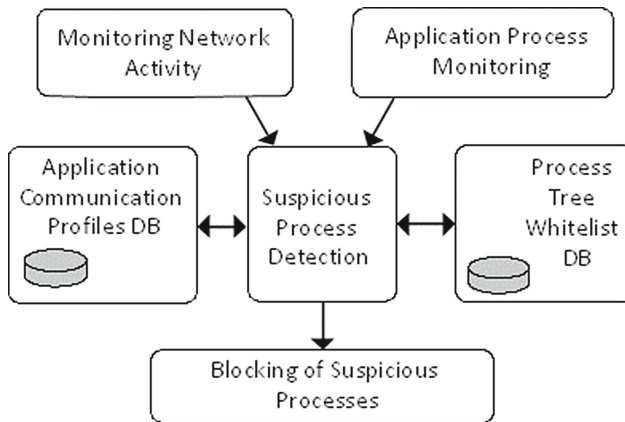 Monitoring Network
Activity
Application Process
Monitoring
Application
Communication
Profiles DB
Suspicious
Process
Detection
Process
Tree
Whitelist
DB
Blocking of Suspicious
Processes